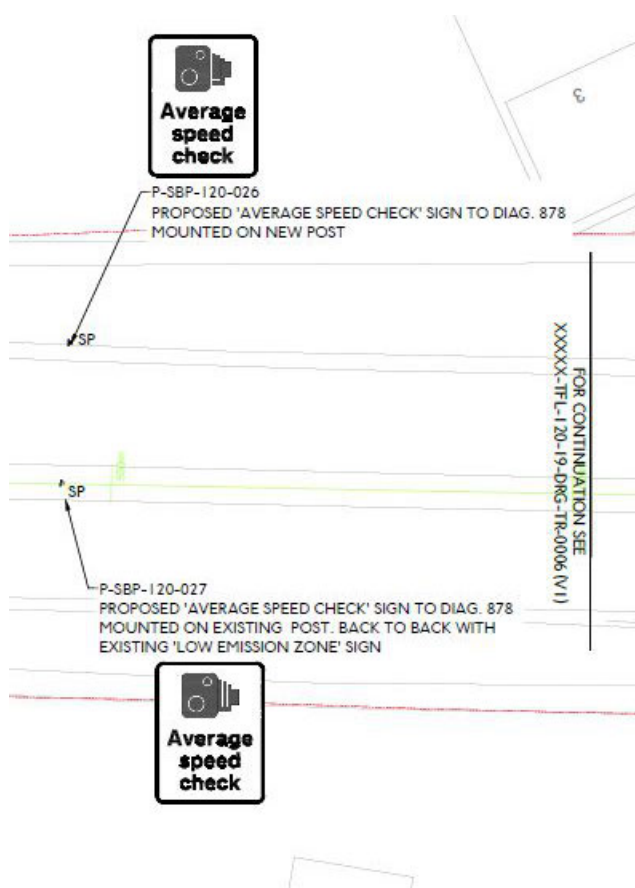 Average
speed
check
P-SBP-120-026
PROPOSED 'AVERAGE SPEED CHECK' SIGN TO DIAG. 878
MOUNTED ON NEW POST
3
SP
FOR CONTINUATION SEE
XXXXX-TFL-120-19-DRG-TR-0006(V1)
SP
P-SBP-120-027
PROPOSED 'AVERAGE SPEED CHECK' SIGN TO DIAG. 878
MOUNTED ON EXISTING POST. BACK TO BACK WITH
EXISTING 'LOW EMISSION ZONE' SIGN
Average
speed
check